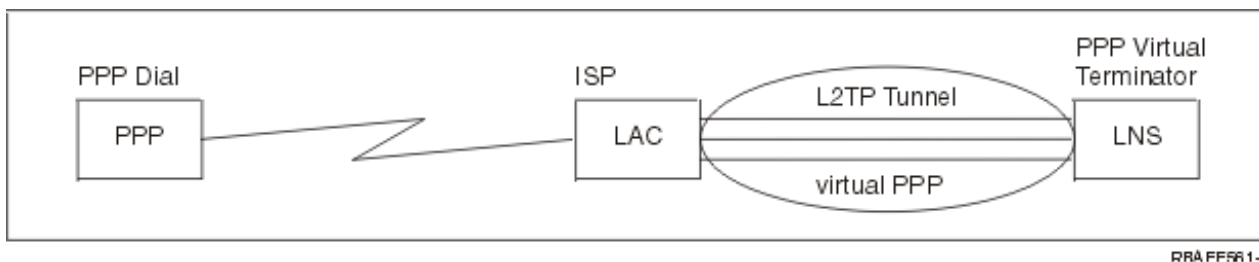 PPP Dial
PPP
ISP
LAC
L2TP Tunnel
virtual PPP
PPP Virtual
Terminator
LNS